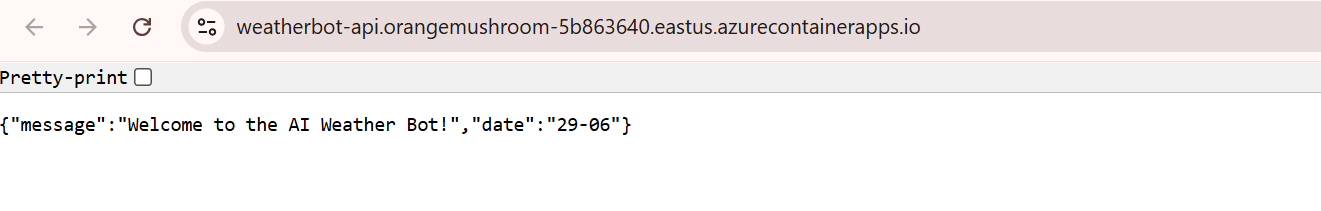 weatherbot-api.orangemushroom-5b863640.eastus.azurecontainerapps.io
Pretty-print
{"message":"Welcome to the AI Weather Bot!","date":"29-06"}